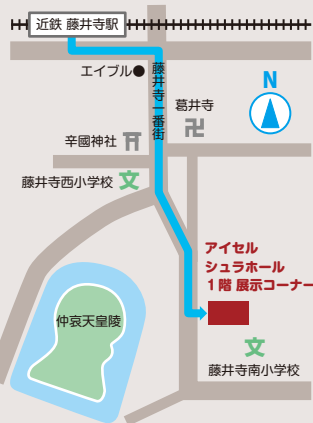 近鉄 藤井寺駅
エイブル
藤井寺一番街
葛井寺
N
辛國神社
藤井寺西小学校
文
アイセル
シュラホール
1階 展示コーナー
仲哀天皇陵
文
藤井寺南小学校